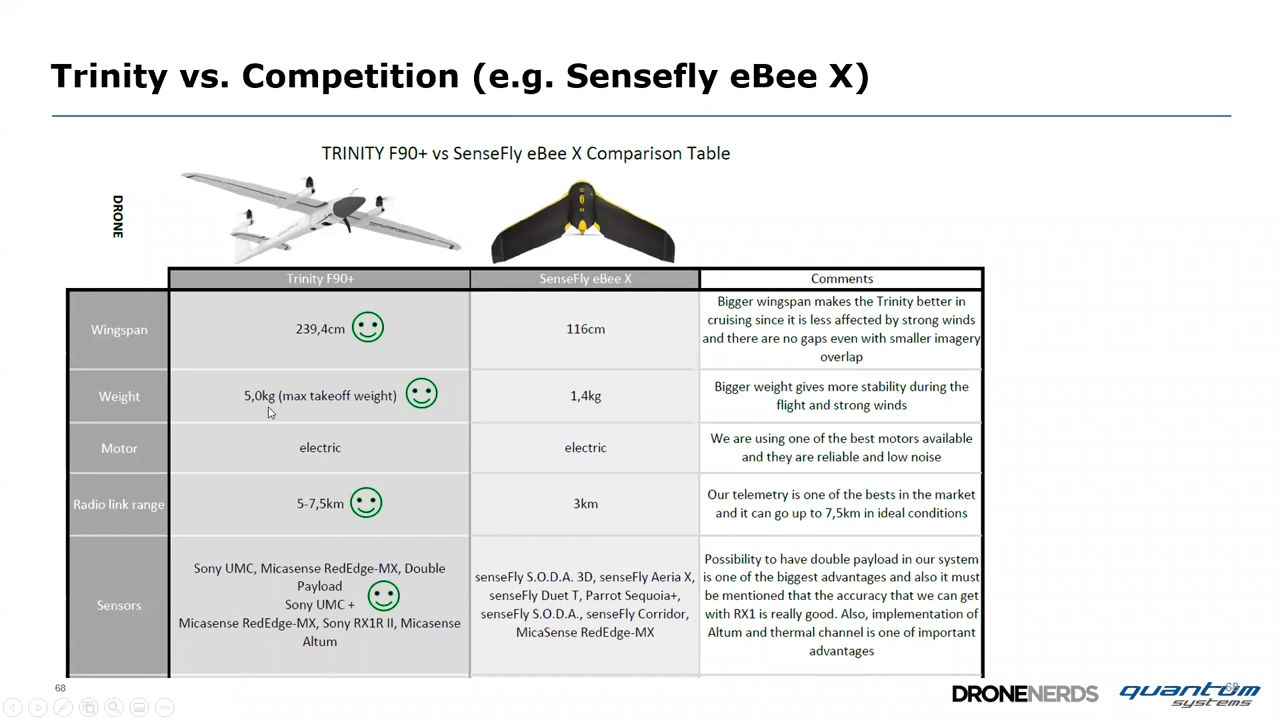 Trinity vs. Competition (e.g. Sensefly eBee X)
TRINITY F90+ vs SenseFly eBee X Comparison Table
DRONE
Trinity F90+
SenseFly eBee X
Comments
Wingspan
239,4cm
116cm
Bigger wingspan makes the Trinity better in
cruising since it is less affected by strong winds
and there are no gaps even with smaller imagery
overlap
Weight
5,0kg (max takeoff weight)
1,4kg
Bigger weight gives more stability during the
flight and strong winds
Motor
electric
electric
We are using one of the best motors available
and they are reliable and low noise
Radio link range
5-7,5km
3km
Our telemetry is one of the bests in the market
and it can go up to 7,5km in ideal conditions
Sensors
Sony UMC, Micasense RedEdge-MX, Double
Payload
Sony UMC +
Micasense RedEdge-MX, Sony RX1R II, Micasense
Altum
senseFly S.O.D.A. 3D, senseFly Aeria X,
senseFly Duet T, Parrot Sequoia+,
senseFly S.O.D.A., senseFly Corridor,
MicaSense RedEdge-MX
Possibility to have double payload in our system
is one of the biggest advantages and also it must
be mentioned that the accuracy that we can get
with RX1 is really good. Also, implementation of
Altum and thermal channel is one of important
advantages
68
DRONENERDS
quantum
systems
68